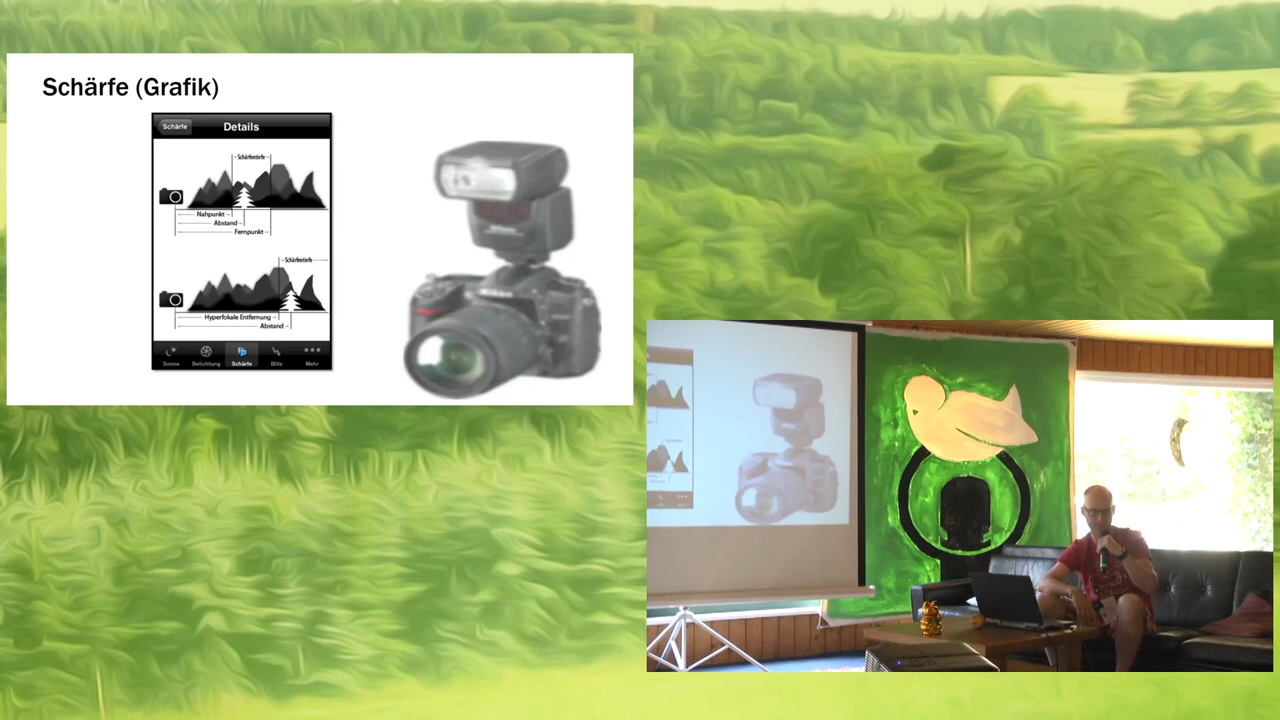 Schärfe (Grafik)
Schärfe
Details
Schärfentiefe
Nahpunkt
Abstand
Fernpunkt
Schärfentiefe
Hyperfokale Entfernung
Abstand
Sonne
Belichtung
Schärfe
Blitz
Mehr